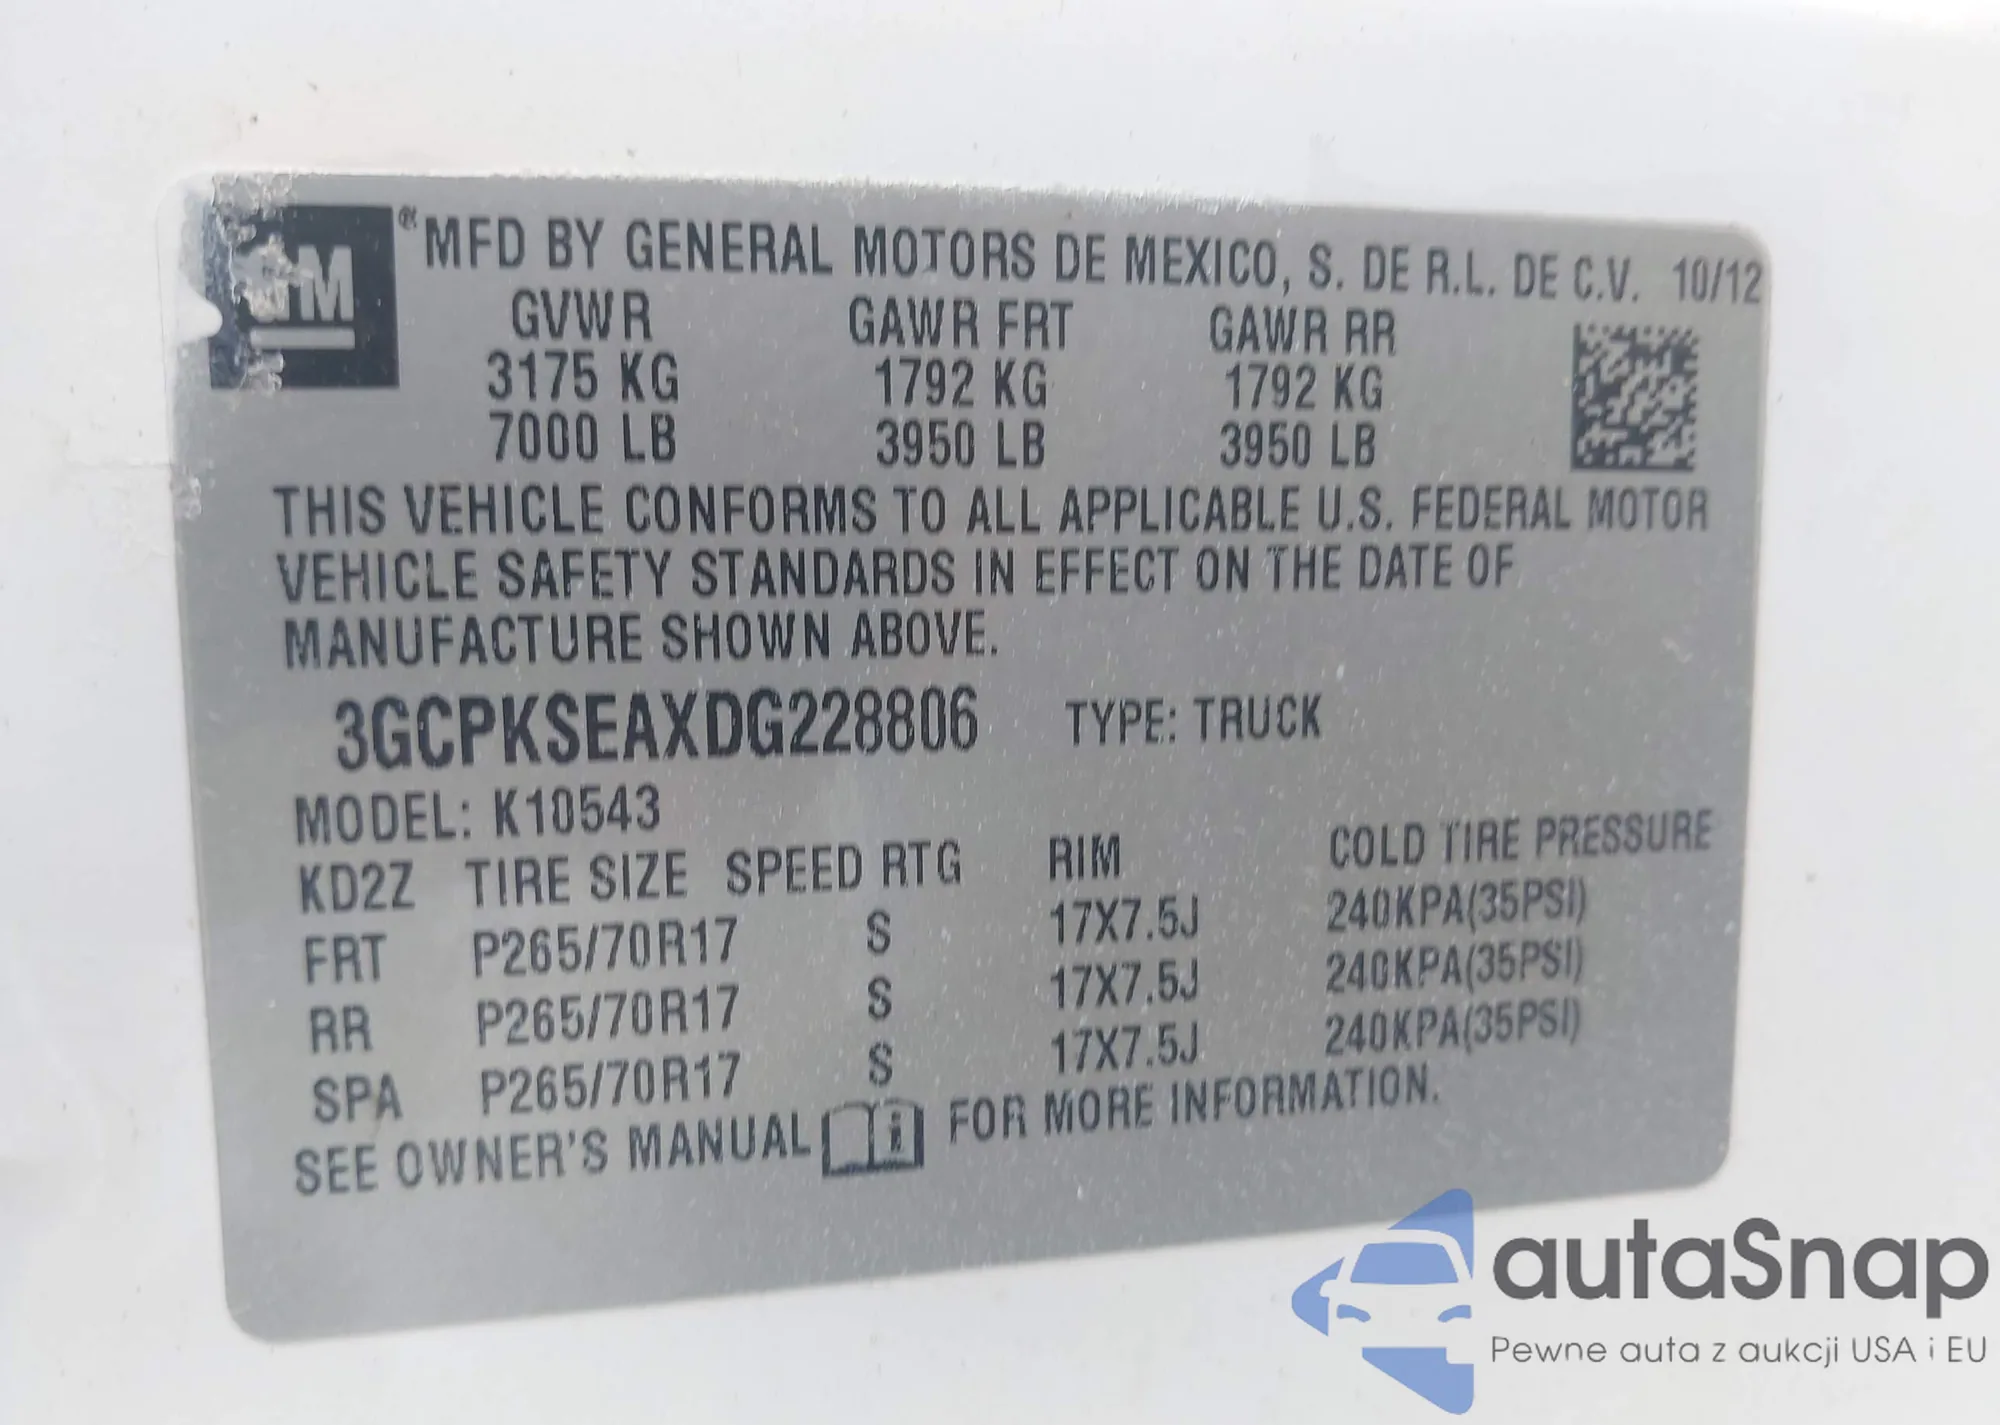 GM® MFD BY GENERAL MOTORS DE MEXICO, S. DE R.L. DE C.V. 10/12
GVWR GAWR FRT GAWR RR
3175 KG 1792 KG 1792 KG
7000 LB 3950 LB 3950 LB
THIS VEHICLE CONFORMS TO ALL APPLICABLE U.S. FEDERAL MOTOR
VEHICLE SAFETY STANDARDS IN EFFECT ON THE DATE OF
MANUFACTURE SHOWN ABOVE.
3GCPKSEAXDG228806 TYPE: TRUCK
MODEL: K10543
KD2Z TIRE SIZE SPEED RTG RIM COLD TIRE PRESSURE
FRT P265/70R17 S 17X7.5J 240KPA(35PSI)
RR P265/70R17 S 17X7.5J 240KPA(35PSI)
SPA P265/70R17 S 17X7.5J 240KPA(35PSI)
SEE OWNER'S MANUAL i FOR MORE INFORMATION.
autaSnap
Pewne auta z aukcji USA i EU